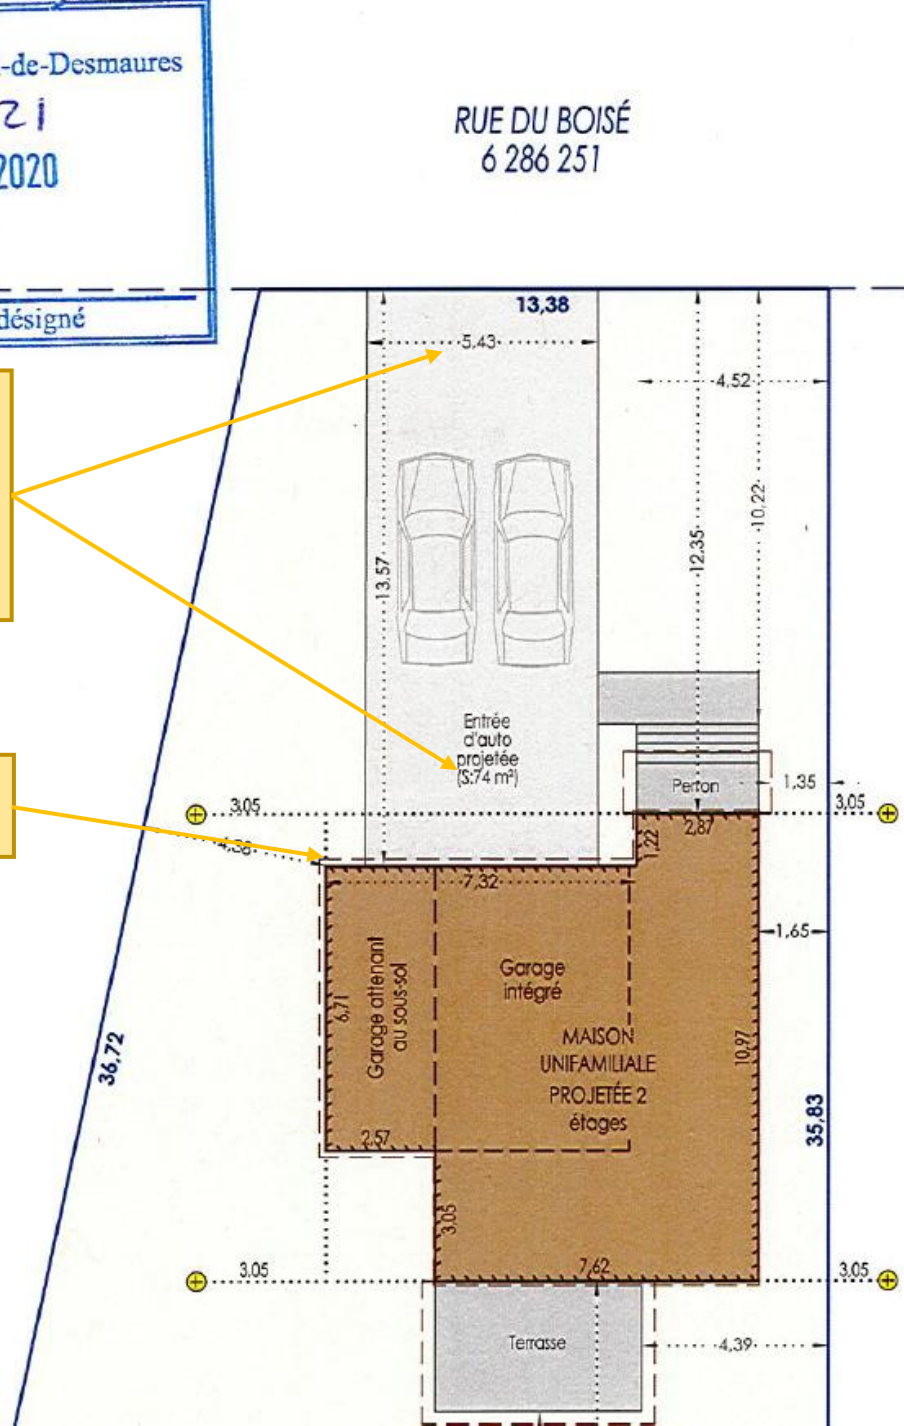 -de-Desmaures
21
2020
désigné
RUE DU BOISÉ
6 286 251
13,38
5,43
4,52
10,22
12,35
13,57
Entrée
d'auto
projetée
(S:74 m²)
Perron
1,35
3,05
3,05
2,87
1,22
7,32
1,65
Garage attenant
au sous-sol
Garage
intégré
6,71
MAISON
UNIFAMILIALE
PROJETÉE 2
étages
10,97
36,72
35,83
2,57
3,05
3,05
7,62
3,05
Terrasse
4,39